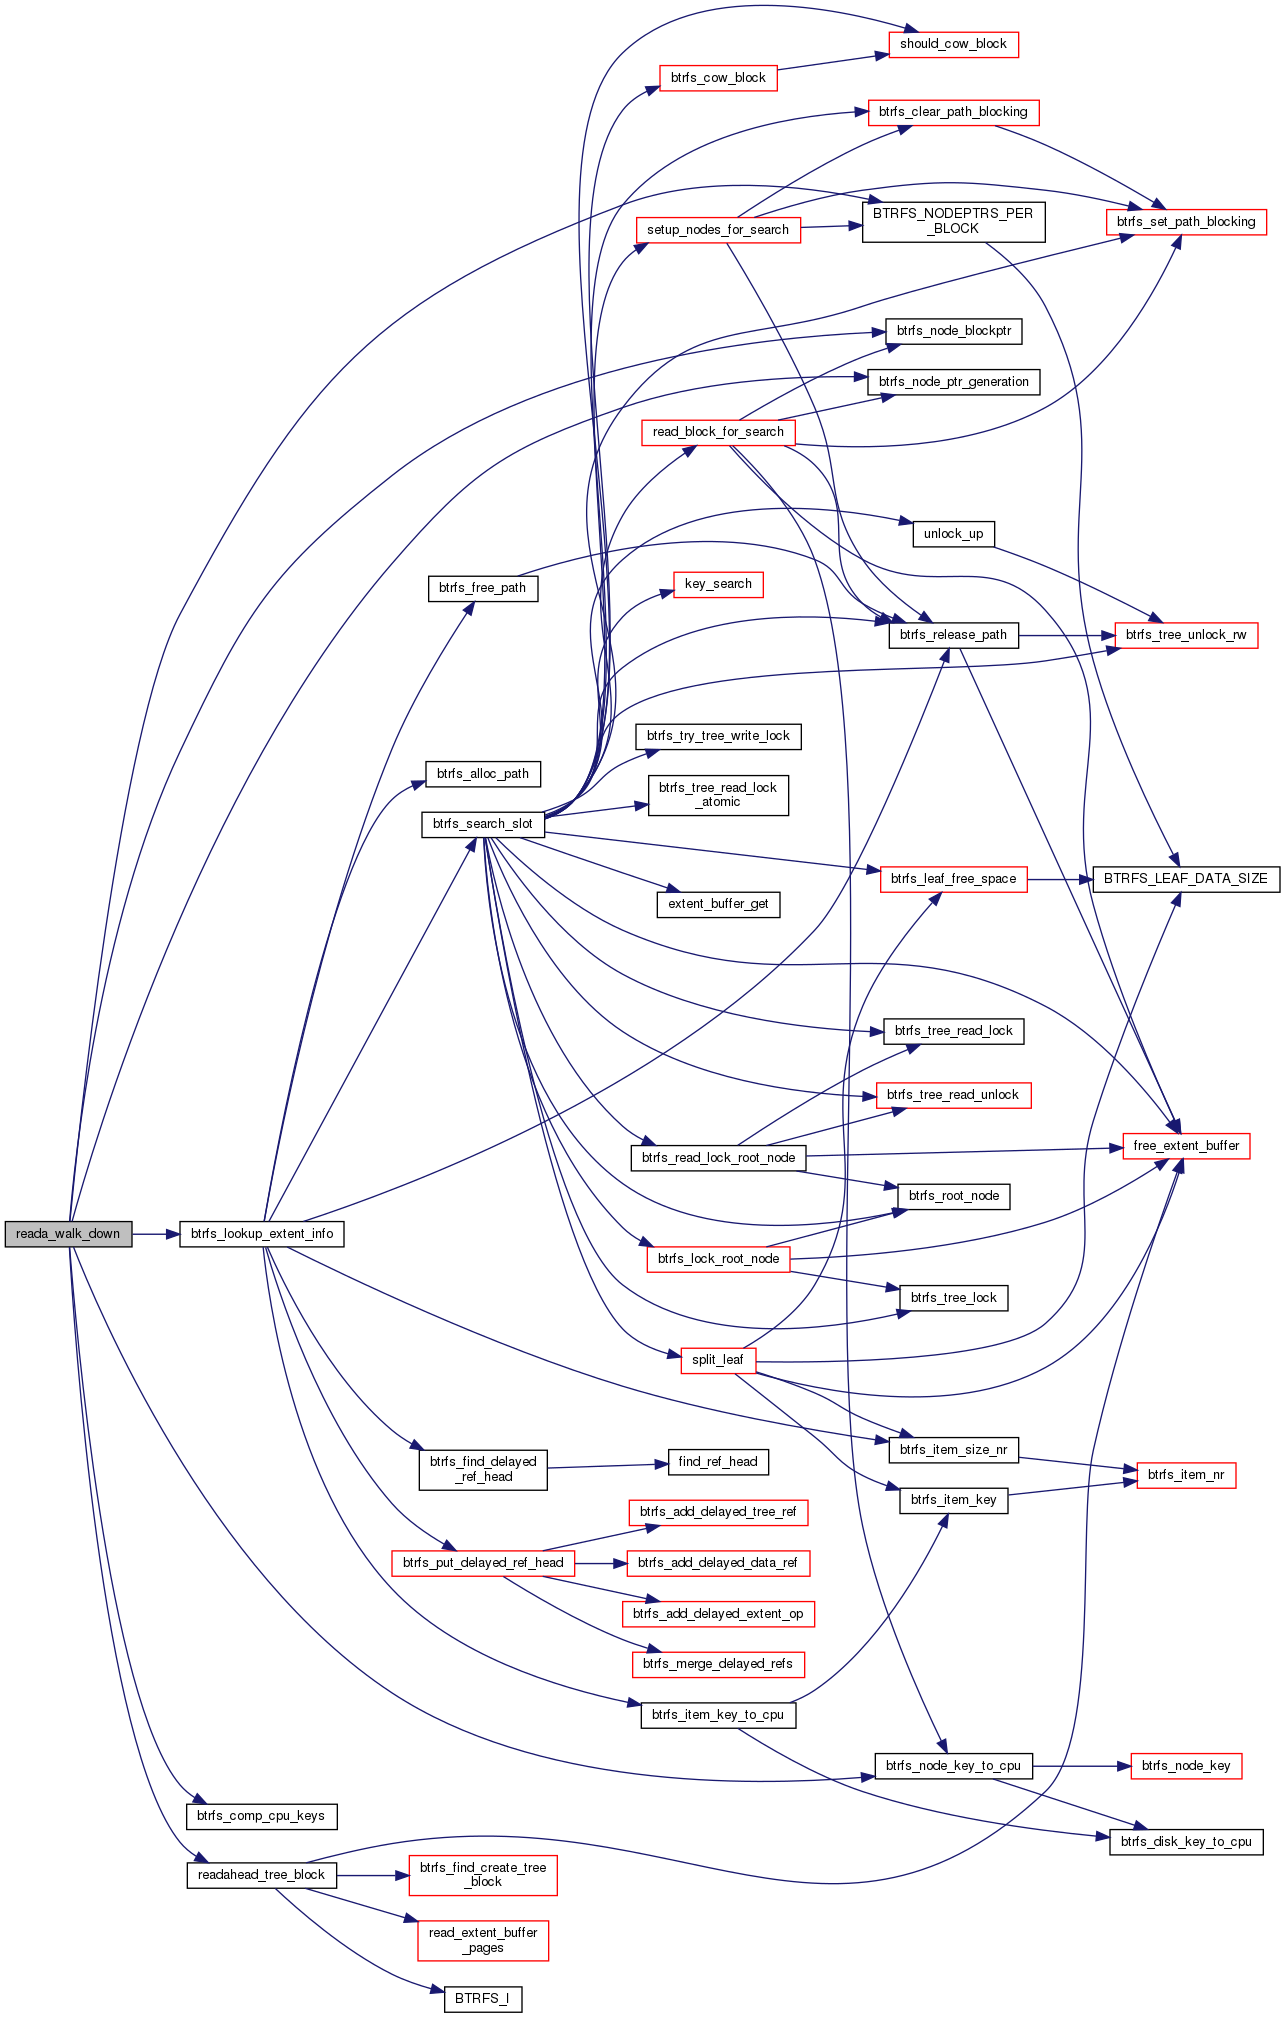 should_cow_block
btrfs_cow_block
btrfs_clear_path_blocking
BTRFS_NODEPTRS_PER
_BLOCK
btrfs_set_path_blocking
setup_nodes_for_search
btrfs_node_blockptr
btrfs_node_ptr_generation
read_block_for_search
unlock_up
key_search
btrfs_free_path
btrfs_release_path
btrfs_tree_unlock_rw
btrfs_try_tree_write_lock
btrfs_alloc_path
btrfs_tree_read_lock
_atomic
btrfs_search_slot
btrfs_leaf_free_space
BTRFS_LEAF_DATA_SIZE
extent_buffer_get
btrfs_tree_read_lock
btrfs_tree_read_unlock
btrfs_read_lock_root_node
free_extent_buffer
btrfs_root_node
reada_walk_down
btrfs_lookup_extent_info
btrfs_lock_root_node
btrfs_tree_lock
split_leaf
btrfs_item_size_nr
btrfs_find_delayed
_ref_head
find_ref_head
btrfs_item_nr
btrfs_item_key
btrfs_add_delayed_tree_ref
btrfs_put_delayed_ref_head
btrfs_add_delayed_data_ref
btrfs_add_delayed_extent_op
btrfs_merge_delayed_refs
btrfs_item_key_to_cpu
btrfs_node_key_to_cpu
btrfs_node_key
btrfs_comp_cpu_keys
btrfs_disk_key_to_cpu
readahead_tree_block
btrfs_find_create_tree
_block
read_extent_buffer
_pages
BTRFS_I